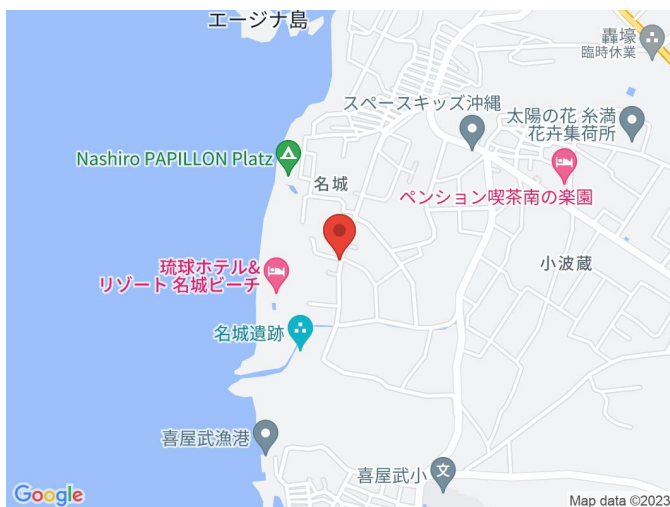 エージナ島
轟壕
臨時休業
スペースキッズ沖縄
太陽の花 糸満
花卉集荷所
Nashiro PAPILLON Platz
名城
ペンション喫茶南の楽園
琉球ホテル&
リゾート 名城ビーチ
小波蔵
名城遺跡
喜屋武漁港
喜屋武小
文
Google
Map data ©2023